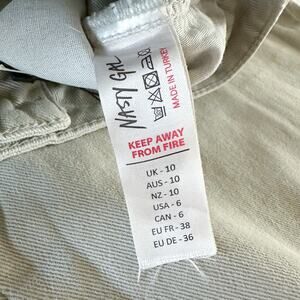 NASTY GAL
MADE IN TURKEY
KEEP AWAY
FROM FIRE
UK - 10
AUS - 10
NZ - 10
USA - 6
CAN - 6
EU FR - 38
EU DE - 36